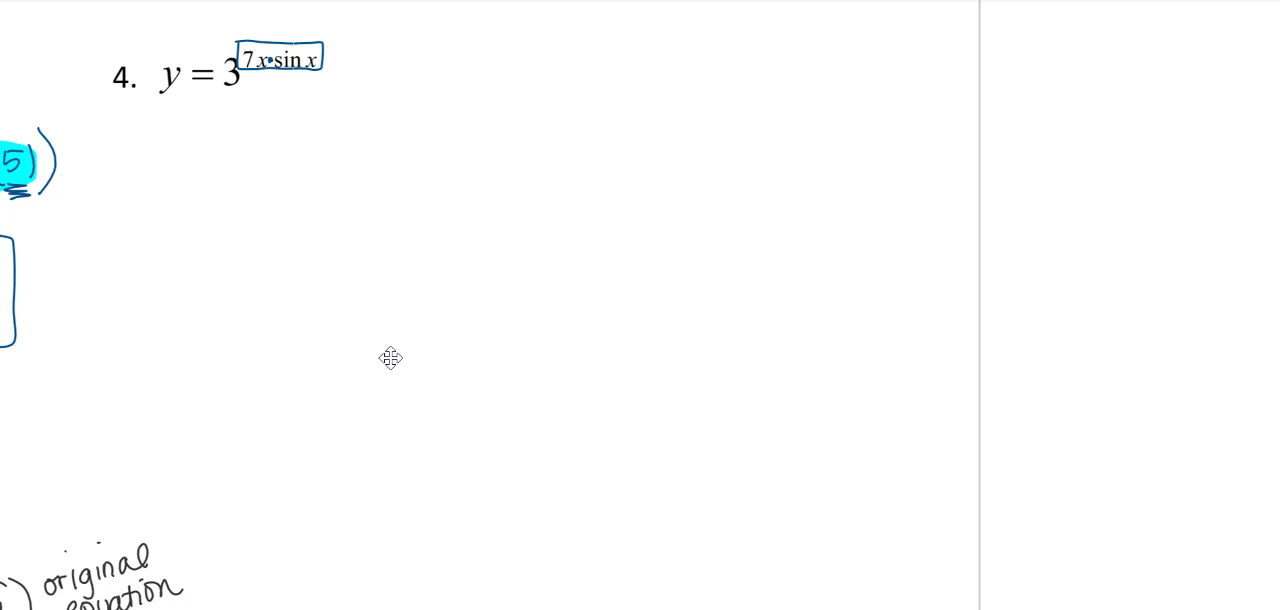 4. y = 3^{7x·sin x}
5))
) original
equation